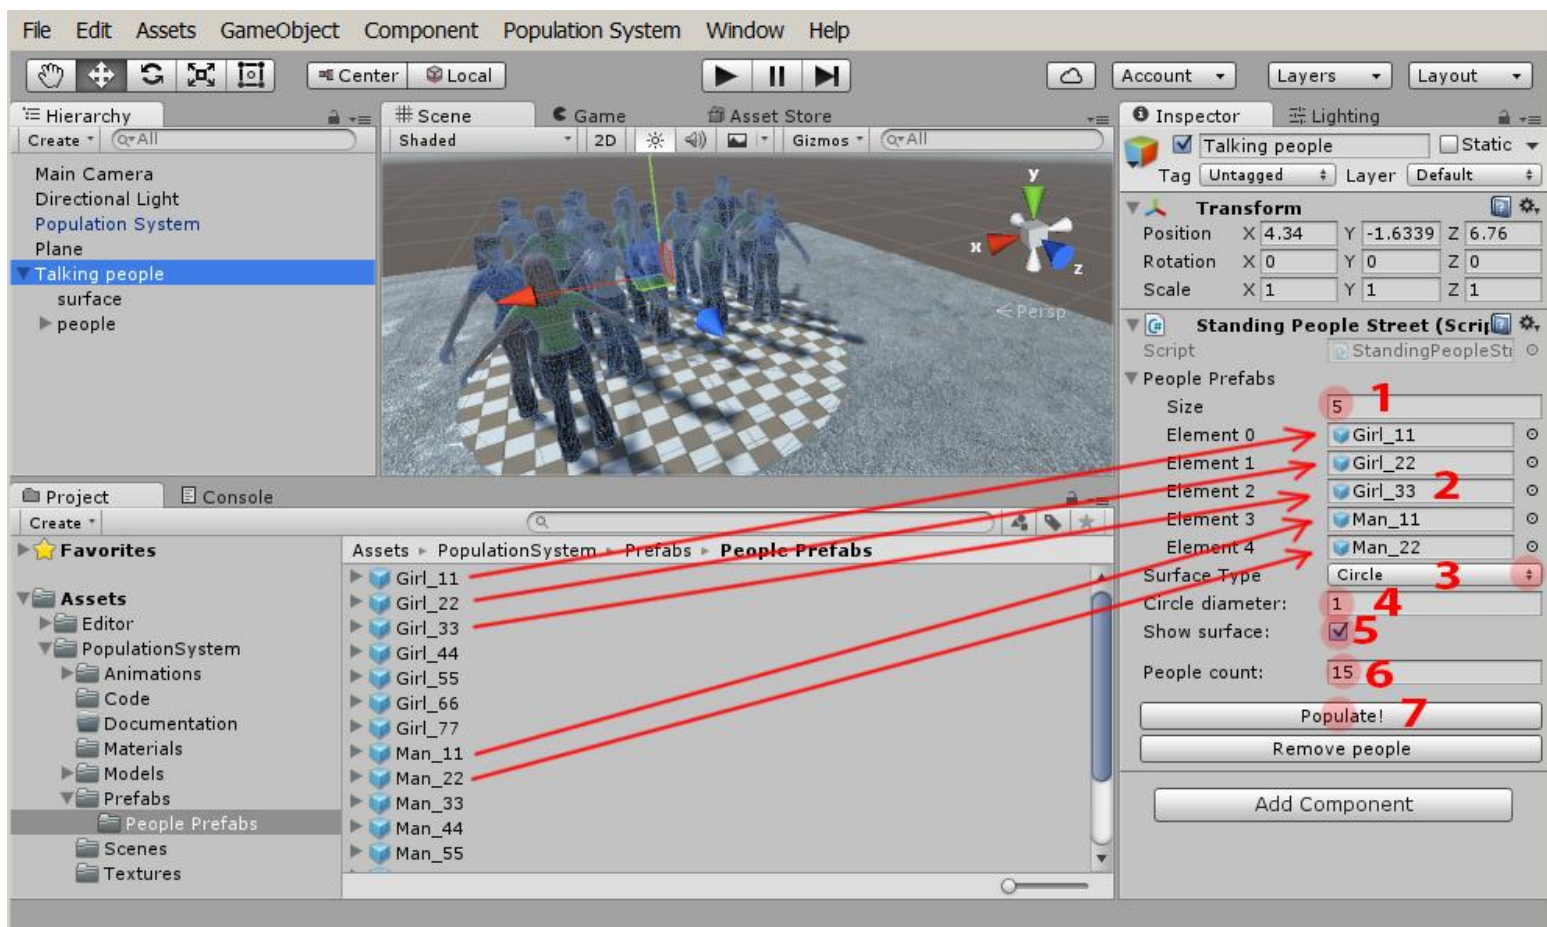 File Edit Assets GameObject Component Population System Window Help
Center Local
Account Layers Layout
Hierarchy
Create All
Main Camera
Directional Light
Population System
Plane
Talking people
surface
people
Scene Game Asset Store
Shaded 2D Gizmos All
y
x
z
Persp
Inspector Lighting
Talking people Static
Tag Untagged Layer Default
Transform
Position X 4.34 Y -1.6339 Z 6.76
Rotation X 0 Y 0 Z 0
Scale X 1 Y 1 Z 1
Standing People Street (Scrip
Script StandingPeopleStr
People Prefabs
Size 5 1
Element 0 Girl_11
Element 1 Girl_22
Element 2 Girl_33 2
Element 3 Man_11
Element 4 Man_22
Surface Type Circle 3
Circle diameter: 1 4
Show surface: 5
People count: 15 6
Populate! 7
Remove people
Add Component
Project Console
Create
Favorites
Assets
Editor
PopulationSystem
Animations
Code
Documentation
Materials
Models
Prefabs
People Prefabs
Scenes
Textures
Assets PopulationSystem Prefabs People Prefabs
Girl_11
Girl_22
Girl_33
Girl_44
Girl_55
Girl_66
Girl_77
Man_11
Man_22
Man_33
Man_44
Man_55